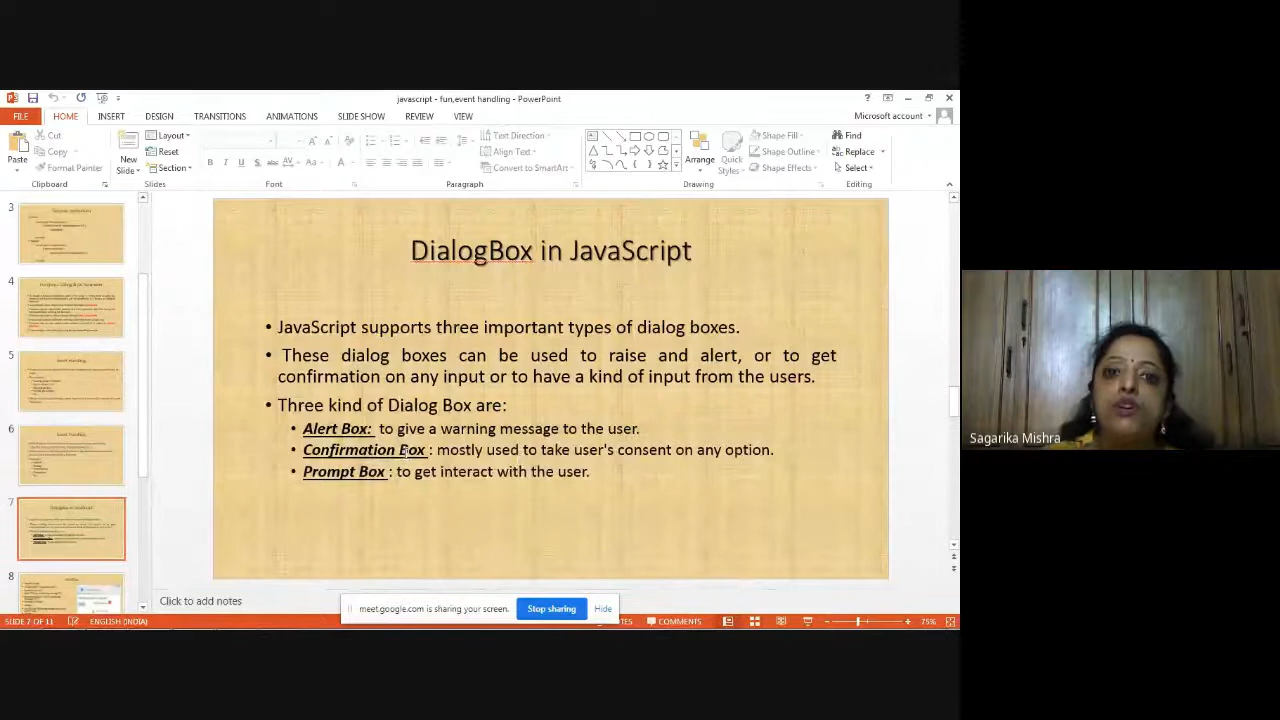 javascript - fun,event handling - PowerPoint
FILE HOME INSERT DESIGN TRANSITIONS ANIMATIONS SLIDE SHOW REVIEW VIEW Microsoft account
Paste
Cut
Copy
Format Painter
Clipboard
New Slide
Layout
Reset
Section
Slides
Font
Text Direction
Align Text
Convert to SmartArt
Paragraph
Arrange
Quick Styles
Shape Fill
Shape Outline
Shape Effects
Drawing
Find
Replace
Select
Editing
3
4
5
6
7
8
DialogBox in JavaScript
• JavaScript supports three important types of dialog boxes.
• These dialog boxes can be used to raise and alert, or to get
confirmation on any input or to have a kind of input from the users.
• Three kind of Dialog Box are:
• Alert Box: to give a warning message to the user.
• Confirmation Box : mostly used to take user's consent on any option.
• Prompt Box : to get interact with the user.
Click to add notes
meet.google.com is sharing your screen. Stop sharing Hide
SLIDE 7 OF 11 ENGLISH (INDIA) COMMENTS 75%
Sagarika Mishra